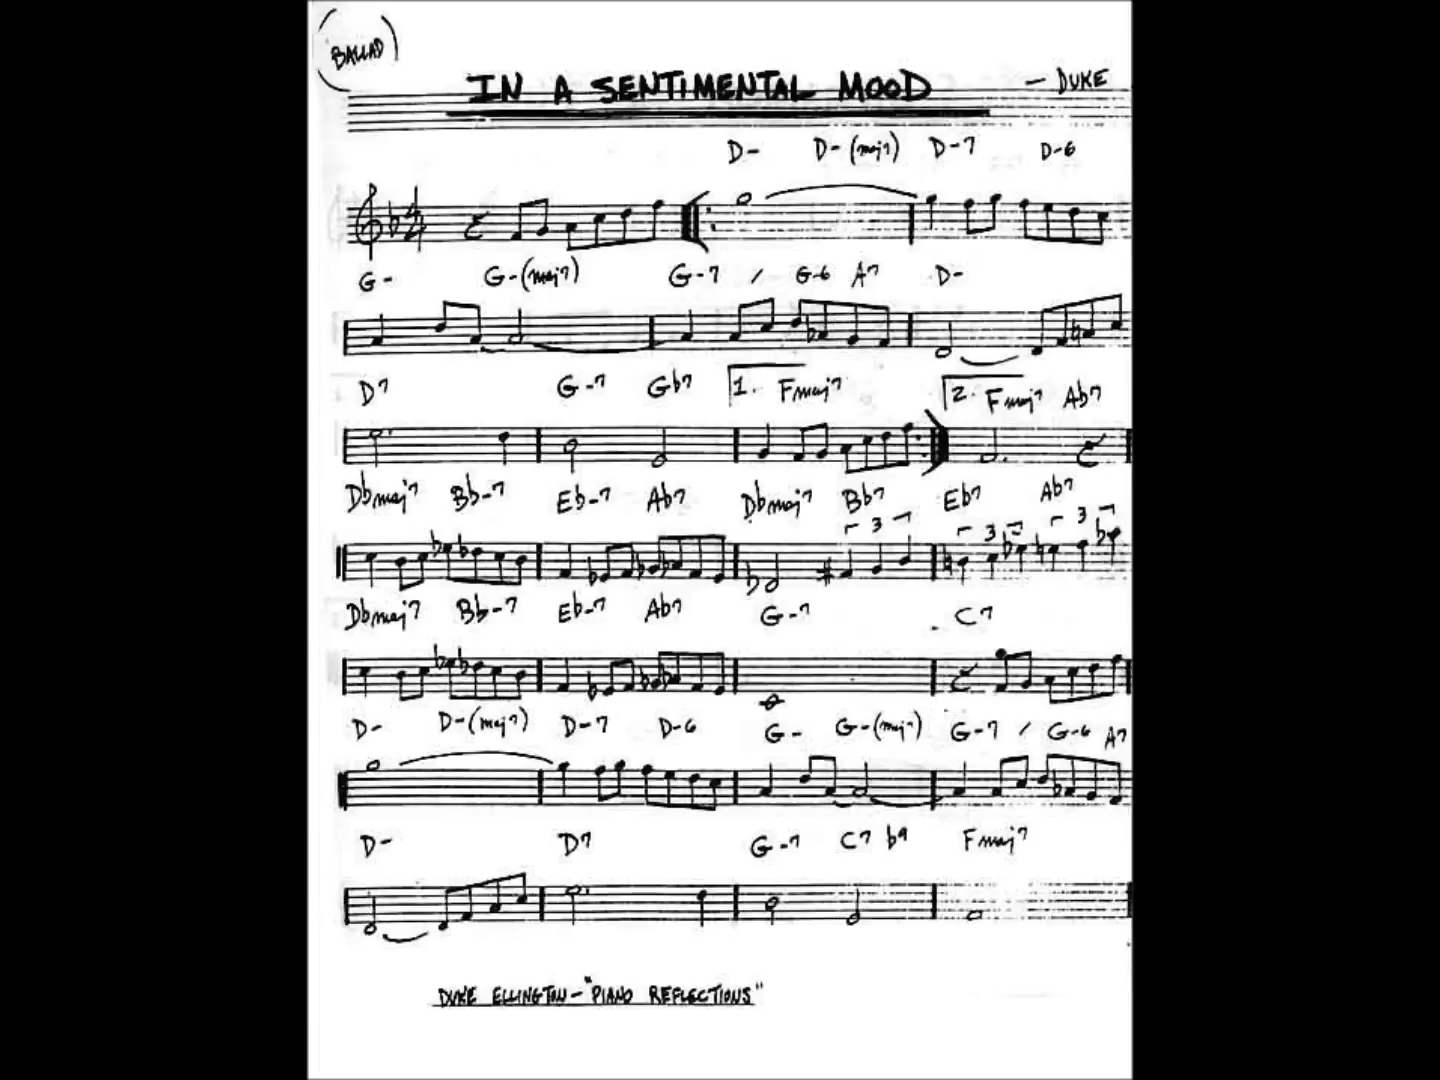 (BALLAD)
IN A SENTIMENTAL MOOD
— DUKE
D- D-(maj7) D-7 D-6
G- G-(maj7) G-7 / G-6 A7 D-
D7 G-7 Gb7 1. Fmaj7 2. Fmaj7 Ab7
Dbmaj7 Bb-7 Eb-7 Ab7 Dbmaj7 Bb7 Eb7 Ab7
3 3 3
Dbmaj7 Bb-7 Eb-7 Ab7 G-7 C7
D- D-(maj7) D-7 D-6 G- G-(maj7) G-7 / G-6 A7
D- D7 G-7 C7 b9 Fmaj7
DUKE ELLINGTON - "PIANO REFLECTIONS"